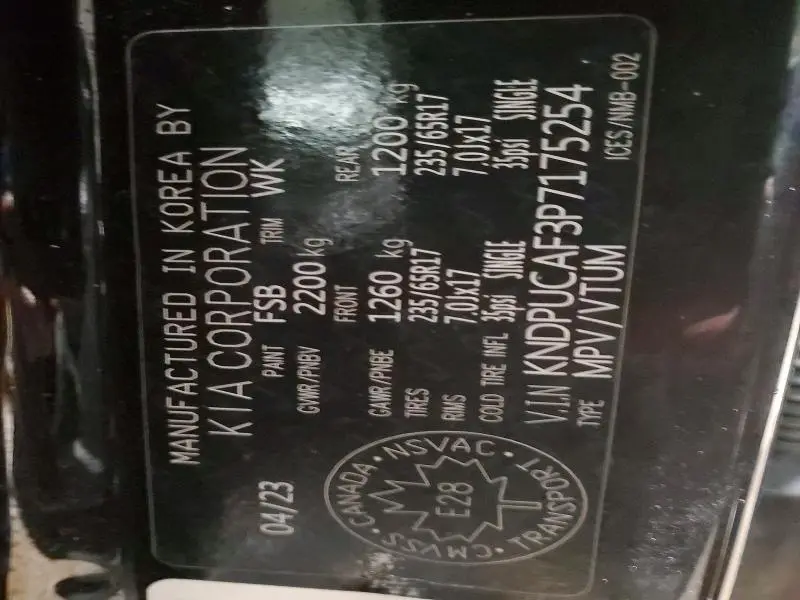 MANUFACTURED IN KOREA BY
KIA CORPORATION
04/23 PAINT FSB TRIM WK
GVWR/PNBV 2200 kg
FRONT REAR
GAWR/PNBE 1260 kg 1200 kg
TIRES 235/65R17 235/65R17
RIMS 7.0Jx17 7.0Jx17
COLD TIRE INFL 35psi SINGLE 35psi SINGLE
V.I.N KNDPUCAF3P7175254
TYPE MPV/VTUM ICES/NMB-002
CANADA · NSVAC ·
E28
CMVSS · TRANSPORT ·